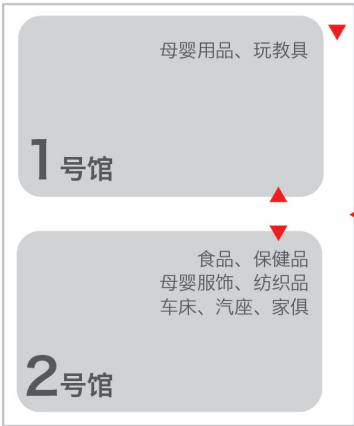 母婴用品、玩教具
1号馆
食品、保健品
母婴服饰、纺织品
车床、汽座、家俱
2号馆